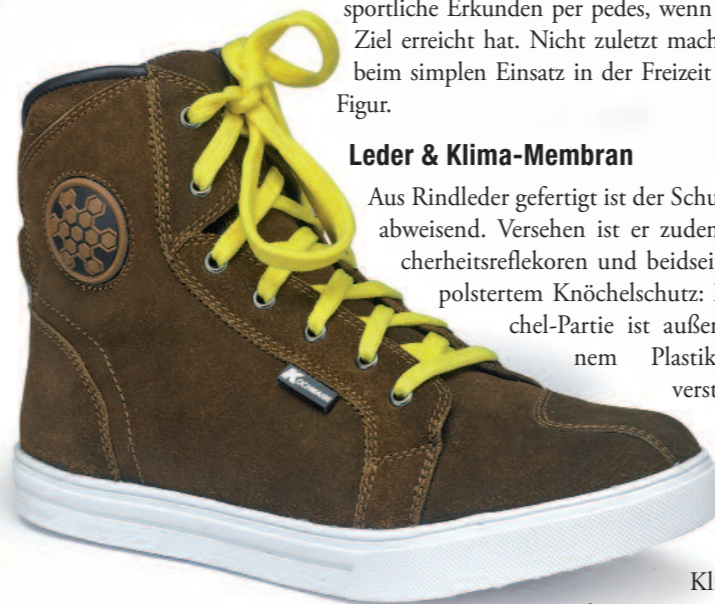 sportliche Erkunden per pedes, wenn
Ziel erreicht hat. Nicht zuletzt mach
beim simplen Einsatz in der Freizeit
Figur.
Leder & Klima-Membran
Aus Rindleder gefertigt ist der Schu
abweisend. Versehen ist er zudem
cherheitsreflekoren und beidsei
polstertem Knöchelschutz:
chel-Partie ist außer
nem Plastik
verst
KOCHMANN
Kl